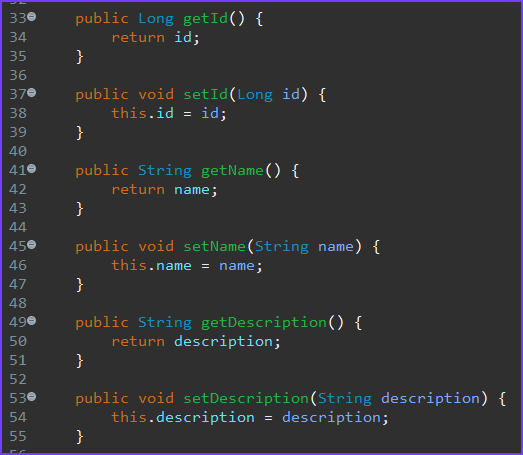 33 public Long getId() {
34 return id;
35 }
36
37 public void setId(Long id) {
38 this.id = id;
39 }
40
41 public String getName() {
42 return name;
43 }
44
45 public void setName(String name) {
46 this.name = name;
47 }
48
49 public String getDescription() {
50 return description;
51 }
52
53 public void setDescription(String description) {
54 this.description = description;
55 }